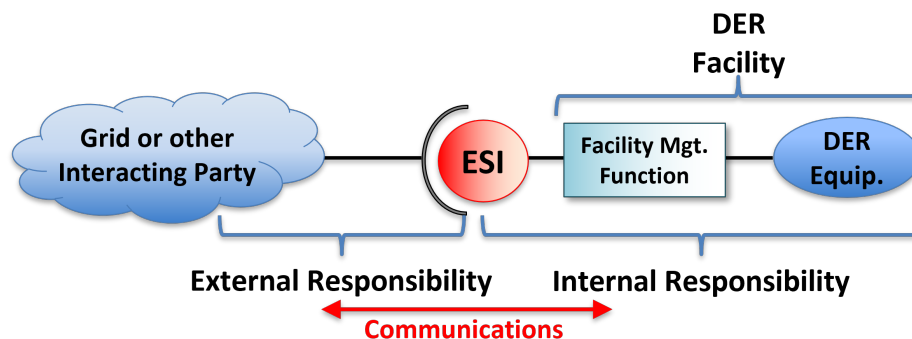 DER
Facility
Grid or other
Interacting Party
ESI
Facility Mgt.
Function
DER
Equip.
External Responsibility
Internal Responsibility
Communications